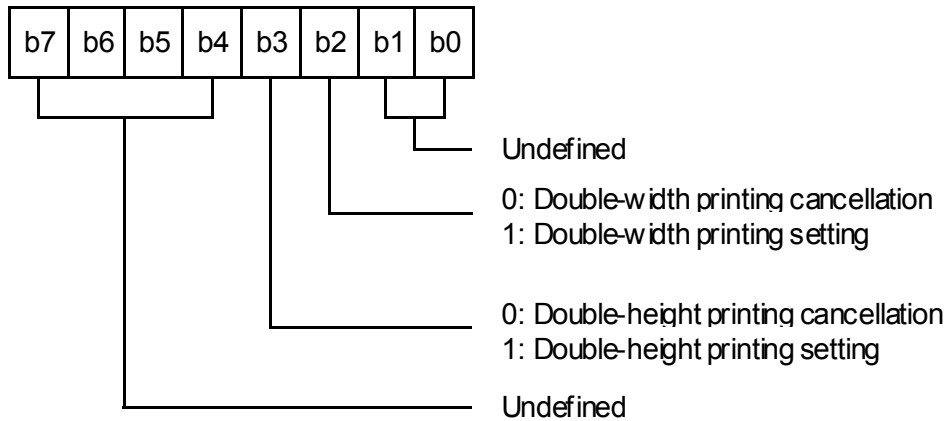 b7 b6 b5 b4 b3 b2 b1 b0
Undefined
0: Double-width printing cancellation
1: Double-width printing setting
0: Double-height printing cancellation
1: Double-height printing setting
Undefined